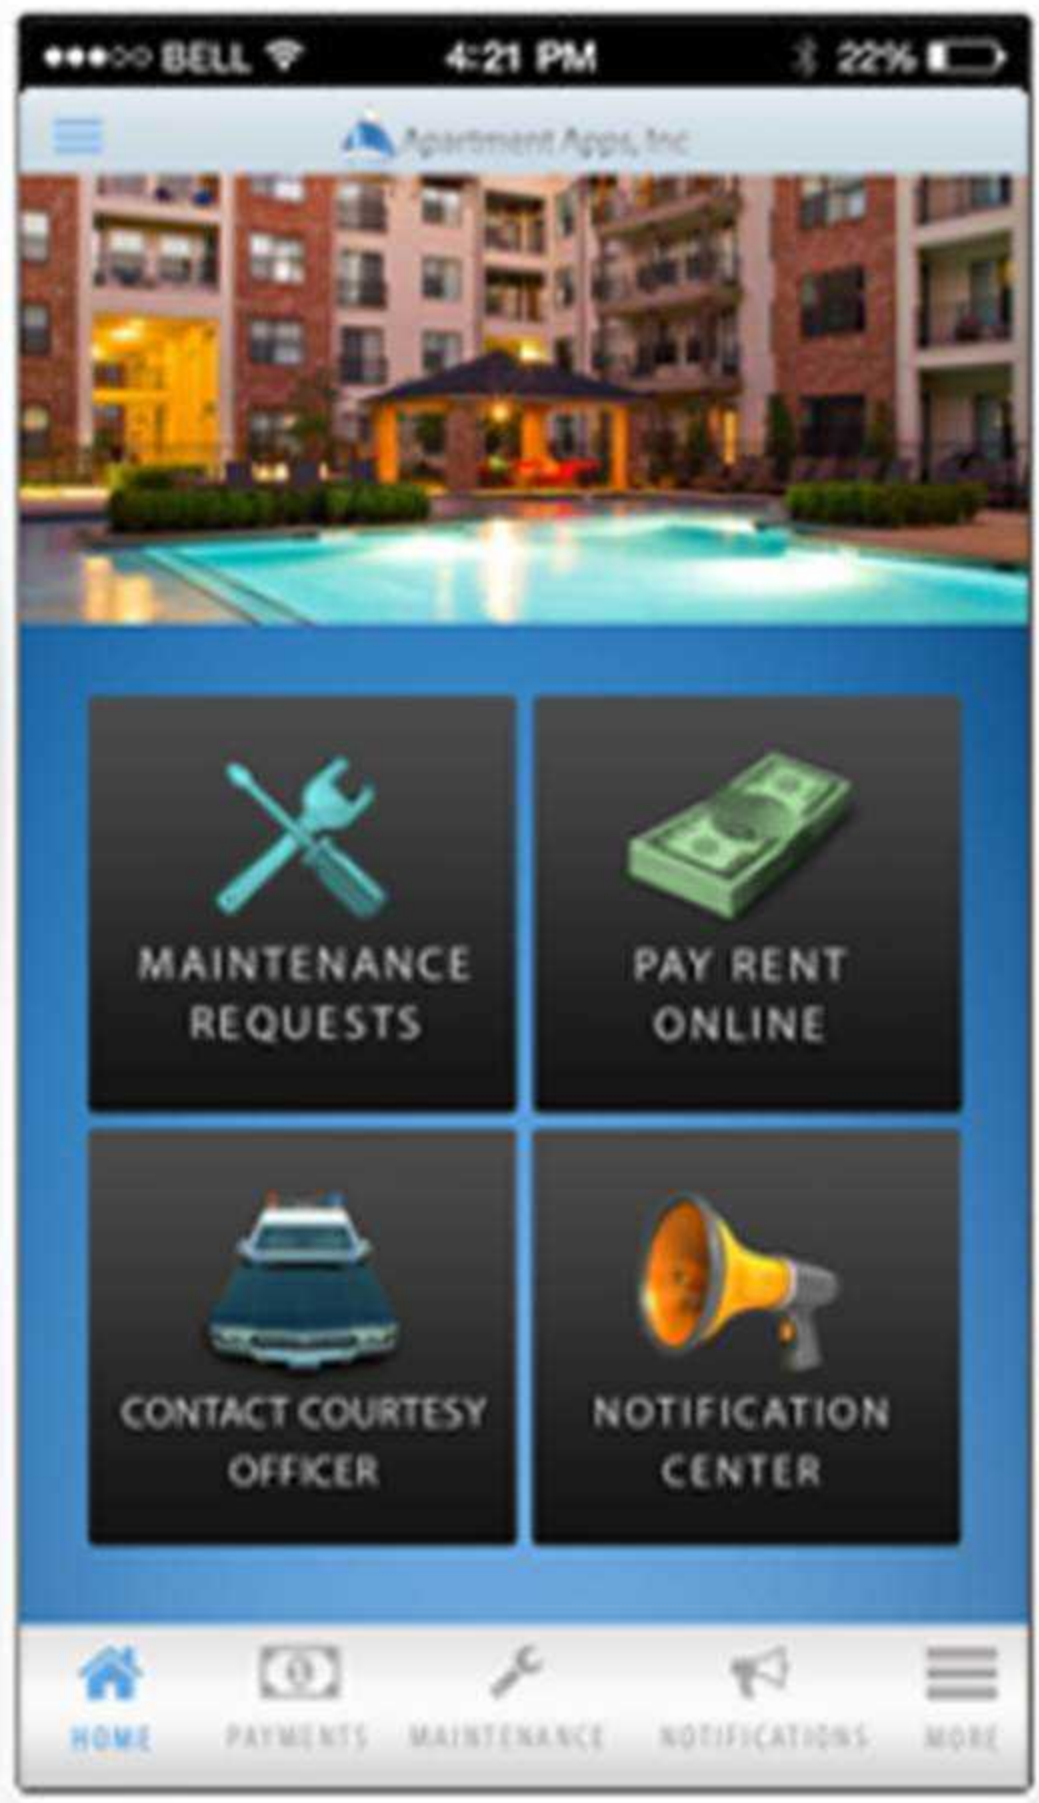 BELL 4:21 PM 22%
Apartment Apps, Inc
MAINTENANCE
REQUESTS
PAY RENT
ONLINE
CONTACT COURTESY
OFFICER
NOTIFICATION
CENTER
HOME PAYMENTS MAINTENANCE NOTIFICATIONS MORE